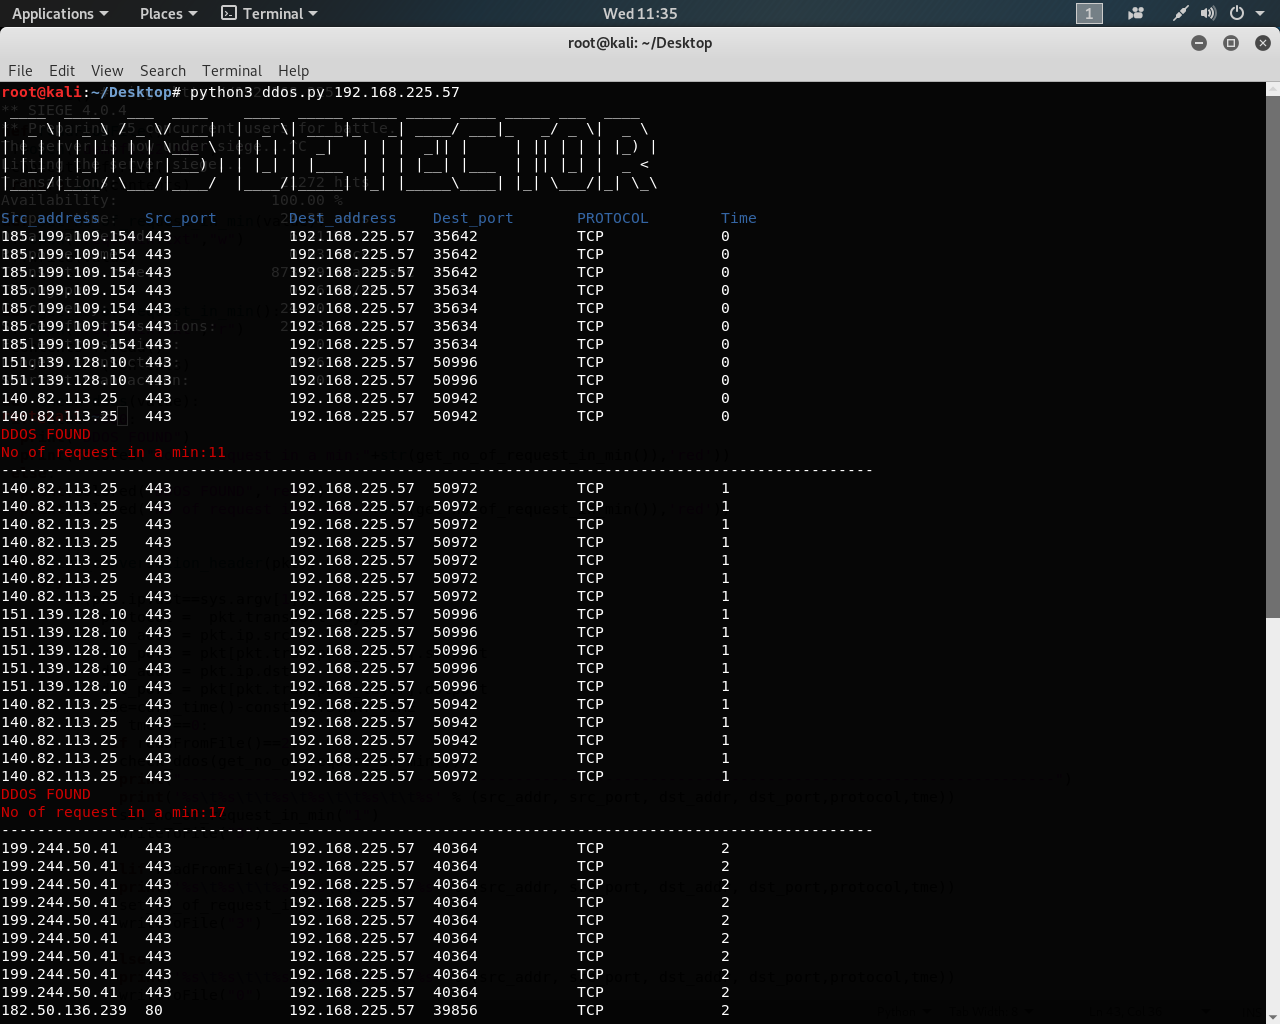 Applications Places Terminal Wed 11:35 1
root@kali: ~/Desktop
File Edit View Search Terminal Help
root@kali:~/Desktop# python3 ddos.py 192.168.225.57
** SIEGE 4.0.4
** Preparing 25 concurrent users for battle.
DDOS DETECTOR
Src_address Src_port Dest_address Dest_port PROTOCOL Time
185.199.109.154 443 192.168.225.57 35642 TCP 0
185.199.109.154 443 192.168.225.57 35642 TCP 0
185.199.109.154 443 192.168.225.57 35642 TCP 0
185.199.109.154 443 192.168.225.57 35634 TCP 0
185.199.109.154 443 192.168.225.57 35634 TCP 0
185.199.109.154 443 192.168.225.57 35634 TCP 0
185.199.109.154 443 192.168.225.57 35634 TCP 0
151.139.128.10 443 192.168.225.57 50996 TCP 0
151.139.128.10 443 192.168.225.57 50996 TCP 0
140.82.113.25 443 192.168.225.57 50942 TCP 0
140.82.113.25 443 192.168.225.57 50942 TCP 0
DDOS FOUND
No of request in a min:11
-------------------------------------------------------------------------------------------------
140.82.113.25 443 192.168.225.57 50972 TCP 1
140.82.113.25 443 192.168.225.57 50972 TCP 1
140.82.113.25 443 192.168.225.57 50972 TCP 1
140.82.113.25 443 192.168.225.57 50972 TCP 1
140.82.113.25 443 192.168.225.57 50972 TCP 1
140.82.113.25 443 192.168.225.57 50972 TCP 1
140.82.113.25 443 192.168.225.57 50972 TCP 1
151.139.128.10 443 192.168.225.57 50996 TCP 1
151.139.128.10 443 192.168.225.57 50996 TCP 1
151.139.128.10 443 192.168.225.57 50996 TCP 1
151.139.128.10 443 192.168.225.57 50996 TCP 1
151.139.128.10 443 192.168.225.57 50996 TCP 1
140.82.113.25 443 192.168.225.57 50942 TCP 1
140.82.113.25 443 192.168.225.57 50942 TCP 1
140.82.113.25 443 192.168.225.57 50942 TCP 1
140.82.113.25 443 192.168.225.57 50972 TCP 1
140.82.113.25 443 192.168.225.57 50972 TCP 1
DDOS FOUND
No of request in a min:17
-------------------------------------------------------------------------------------------------
199.244.50.41 443 192.168.225.57 40364 TCP 2
199.244.50.41 443 192.168.225.57 40364 TCP 2
199.244.50.41 443 192.168.225.57 40364 TCP 2
199.244.50.41 443 192.168.225.57 40364 TCP 2
199.244.50.41 443 192.168.225.57 40364 TCP 2
199.244.50.41 443 192.168.225.57 40364 TCP 2
199.244.50.41 443 192.168.225.57 40364 TCP 2
199.244.50.41 443 192.168.225.57 40364 TCP 2
199.244.50.41 443 192.168.225.57 40364 TCP 2
182.50.136.239 80 192.168.225.57 39856 TCP 2